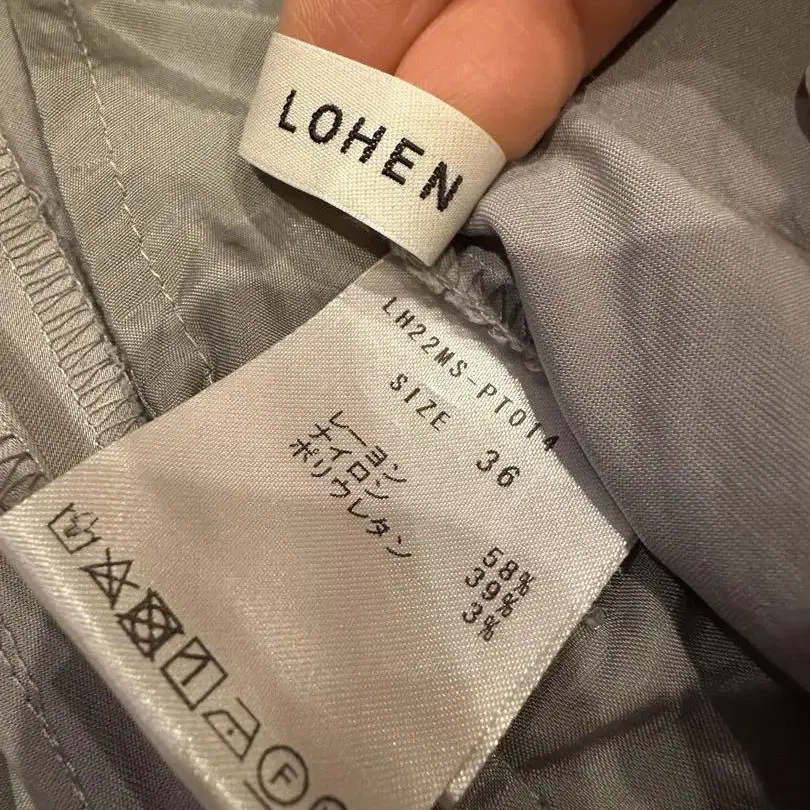 LOHEN
LH22MS-PT014
SIZE 36
レーヨン 58%
ナイロン 39%
ポリウレタン 3%
F